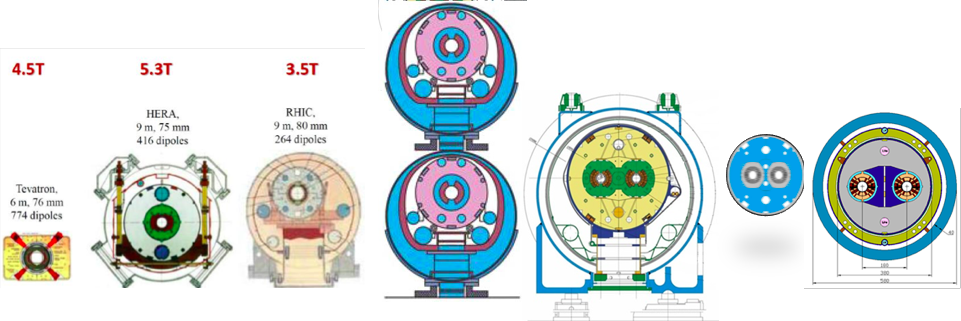 4.5T
5.3T
3.5T
HERA,
9 m, 75 mm
416 dipoles
RHIC,
9 m, 80 mm
264 dipoles
Tevatron,
6 m, 76 mm
774 dipoles